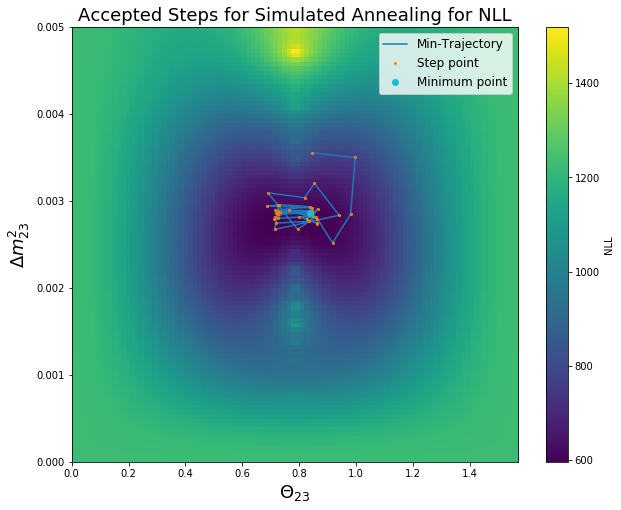 Accepted Steps for Simulated Annealing for NLL
Min-Trajectory
Step point
Minimum point
0.005
0.004
0.003
0.002
0.001
0.000
Δm²₂₃
0.0 0.2 0.4 0.6 0.8 1.0 1.2 1.4
Θ₂₃
1400
1200
1000
800
600
NLL